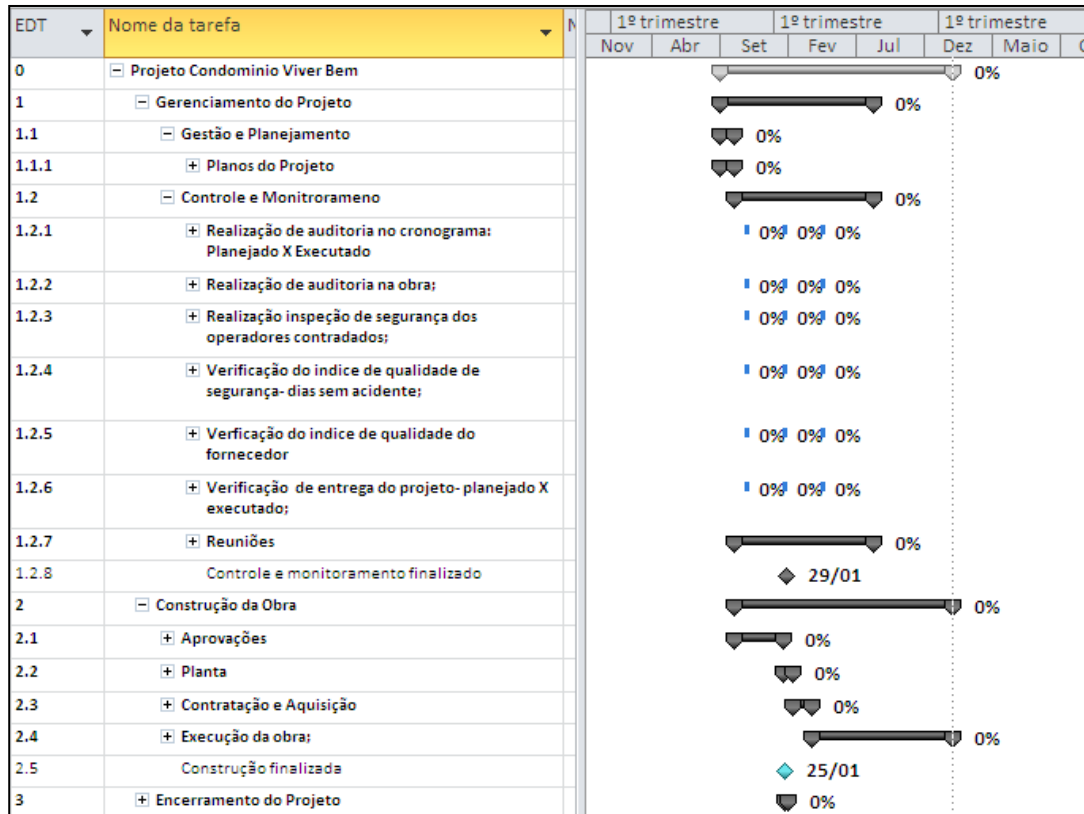 EDT Nome da tarefa N 1º trimestre 1º trimestre 1º trimestre
Nov Abr Set Fev Jul Dez Maio
0 Projeto Condominio Viver Bem 0%
1 Gerenciamento do Projeto 0%
1.1 Gestão e Planejamento 0%
1.1.1 Planos do Projeto 0%
1.2 Controle e Monitrorameno 0%
1.2.1 Realização de auditoria no cronograma: 0% 0% 0%
Planejado X Executado
1.2.2 Realização de auditoria na obra; 0% 0% 0%
1.2.3 Realização inspeção de segurança dos 0% 0% 0%
operadores contradados;
1.2.4 Verificação do indice de qualidade de 0% 0% 0%
segurança- dias sem acidente;
1.2.5 Verficação do indice de qualidade do 0% 0% 0%
fornecedor
1.2.6 Verificação de entrega do projeto- planejado X 0% 0% 0%
executado;
1.2.7 Reuniões 0%
1.2.8 Controle e monitoramento finalizado 29/01
2 Construção da Obra 0%
2.1 Aprovações 0%
2.2 Planta 0%
2.3 Contratação e Aquisição 0%
2.4 Execução da obra; 0%
2.5 Construção finalizada 25/01
3 Encerramento do Projeto 0%